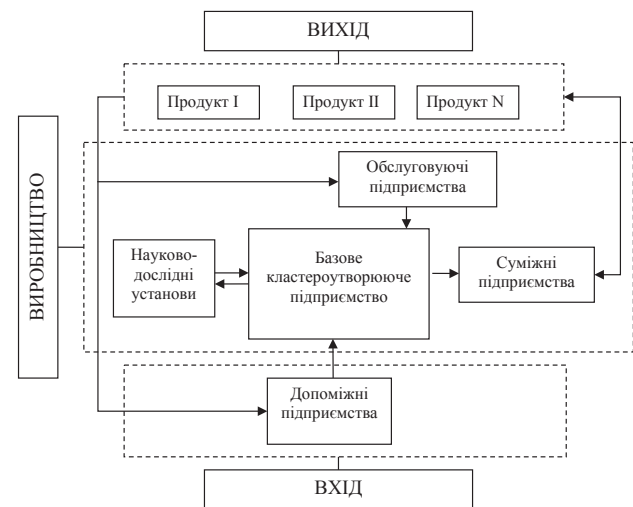 ВИХІД
Продукт I
Продукт II
Продукт N
ВИРОБНИЦТВО
Обслуговуючі
підприємства
Науково-
дослідні
установи
Базове
кластероутворююче
підприємство
Суміжні
підприємства
Допоміжні
підприємства
ВХІД